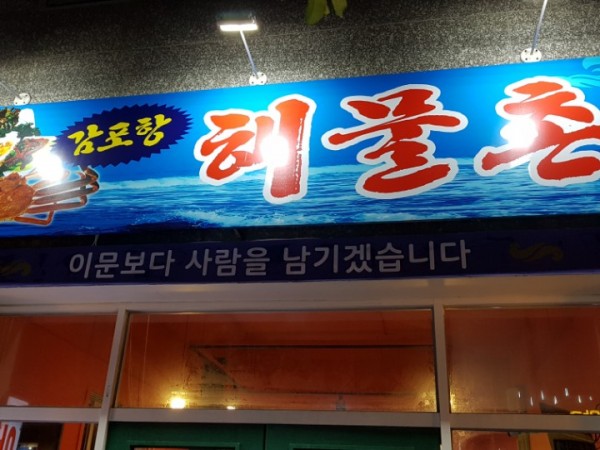 감포항 해물촌
이문보다 사람을 남기겠습니다